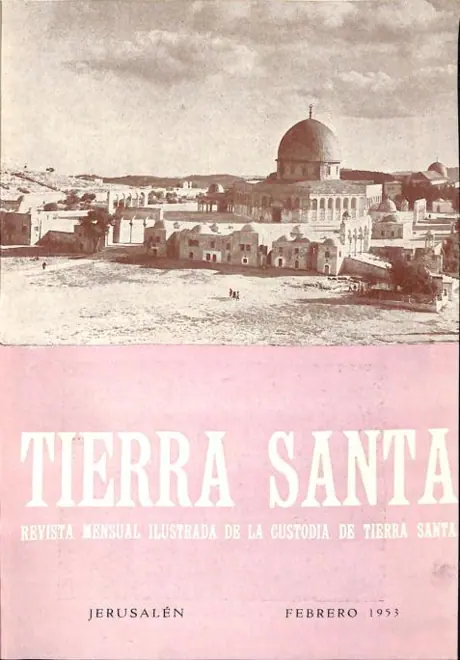 TIERRA SANTA
REVISTA MENSUAL ILUSTRADA DE LA CUSTODIA DE TIERRA SANTA
JERUSALÉN FEBRERO 1953